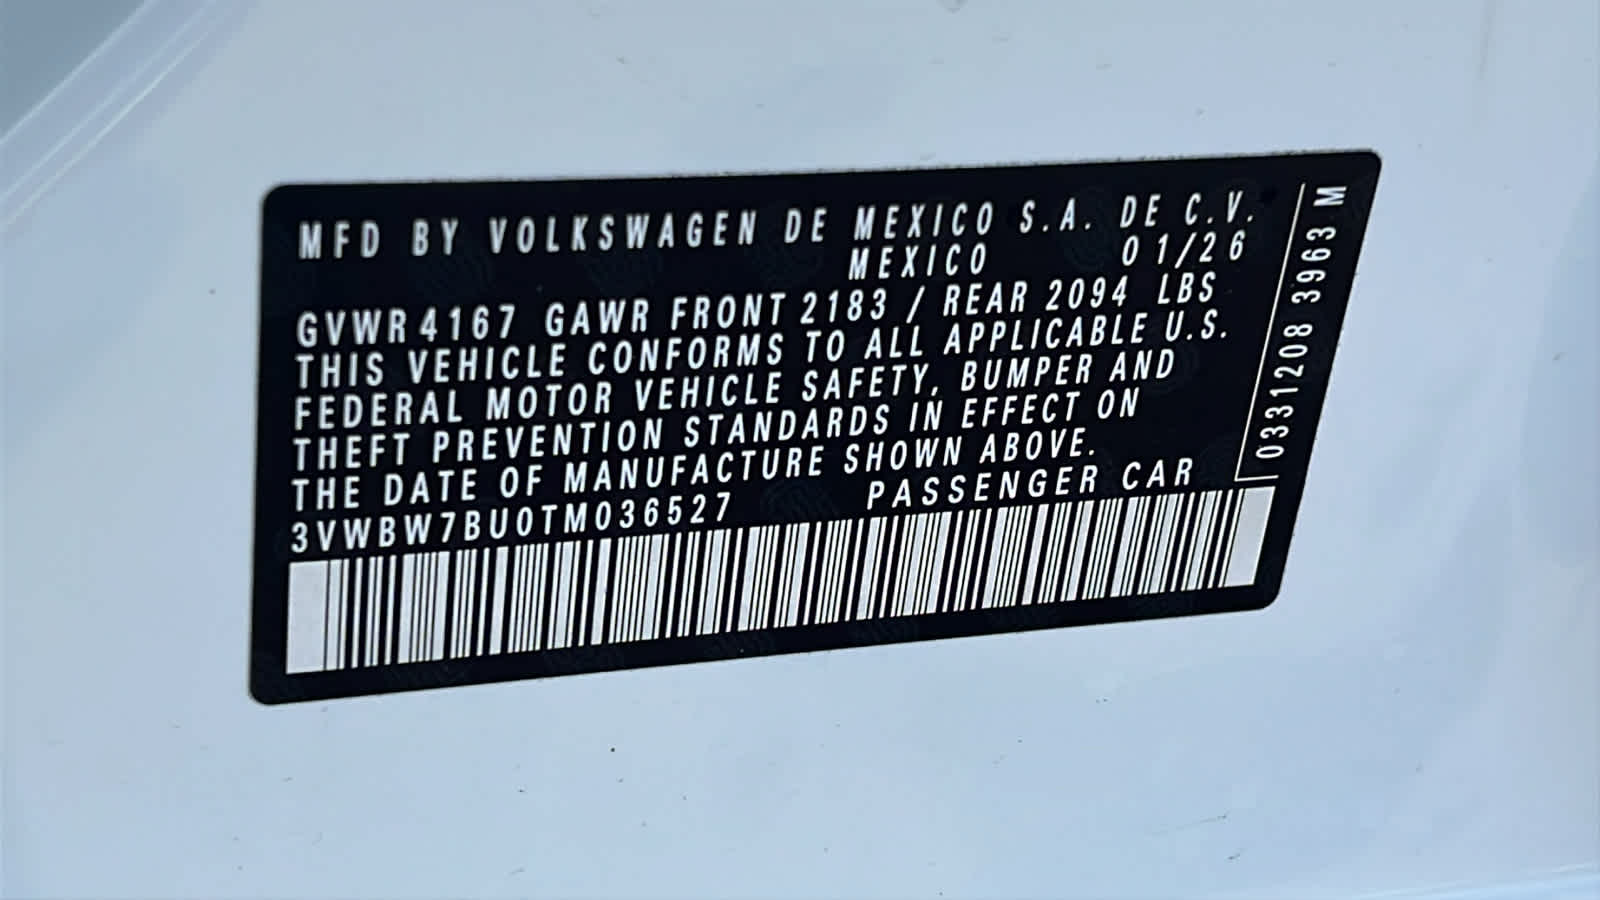 MFD BY VOLKSWAGEN DE MEXICO S.A. DE C.V.
MEXICO 01/26
GVWR 4167 GAWR FRONT 2183 / REAR 2094 LBS
THIS VEHICLE CONFORMS TO ALL APPLICABLE U.S.
FEDERAL MOTOR VEHICLE SAFETY, BUMPER AND
THEFT PREVENTION STANDARDS IN EFFECT ON
THE DATE OF MANUFACTURE SHOWN ABOVE.
3VWBW7BU0TM036527 PASSENGER CAR
0331208 3963 M